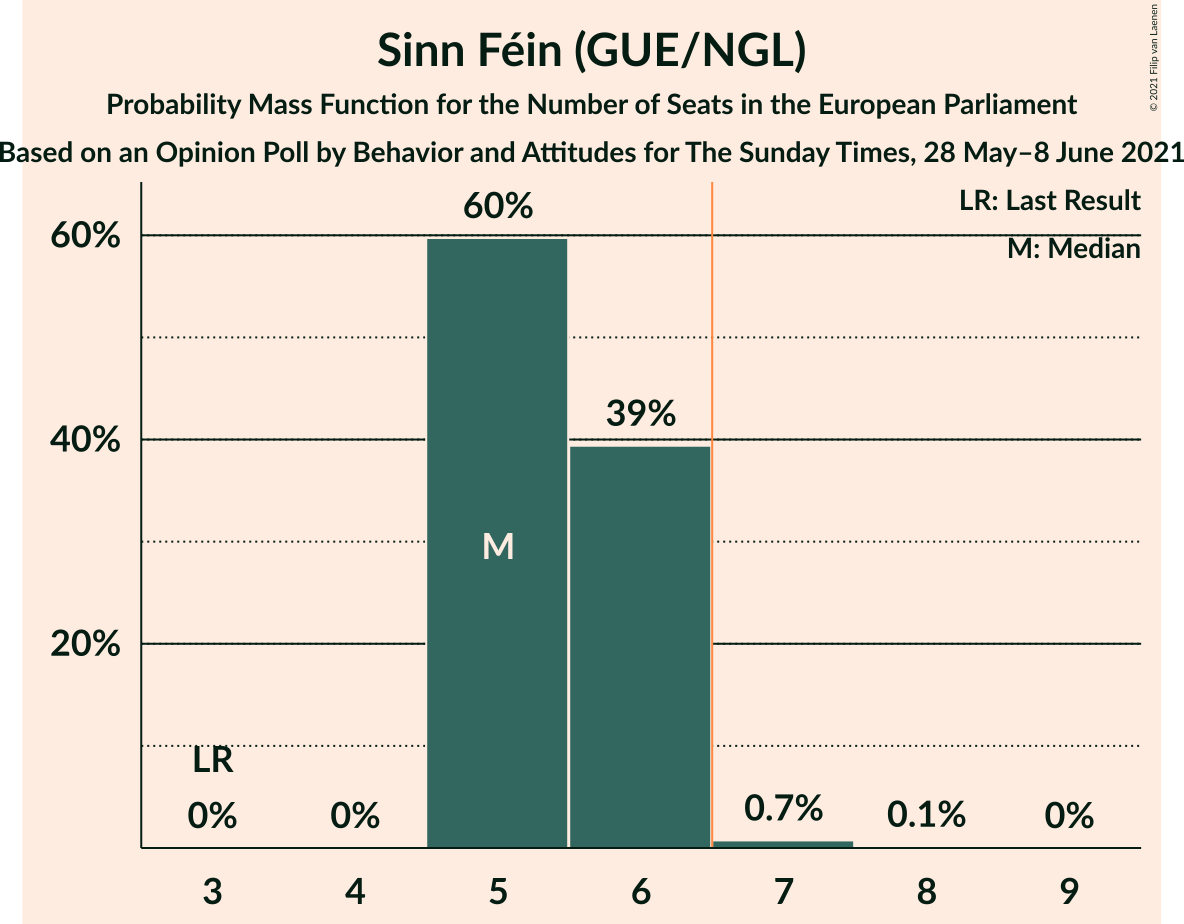 Sinn Féin (GUE/NGL)
Probability Mass Function for the Number of Seats in the European Parliament
Based on an Opinion Poll by Behavior and Attitudes for The Sunday Times, 28 May–8 June 2021
© 2021 Filip van Laenen
LR: Last Result
M: Median
60%
40%
20%
60%
39%
M
LR
0%
0%
0.7%
0.1%
0%
3
4
5
6
7
8
9